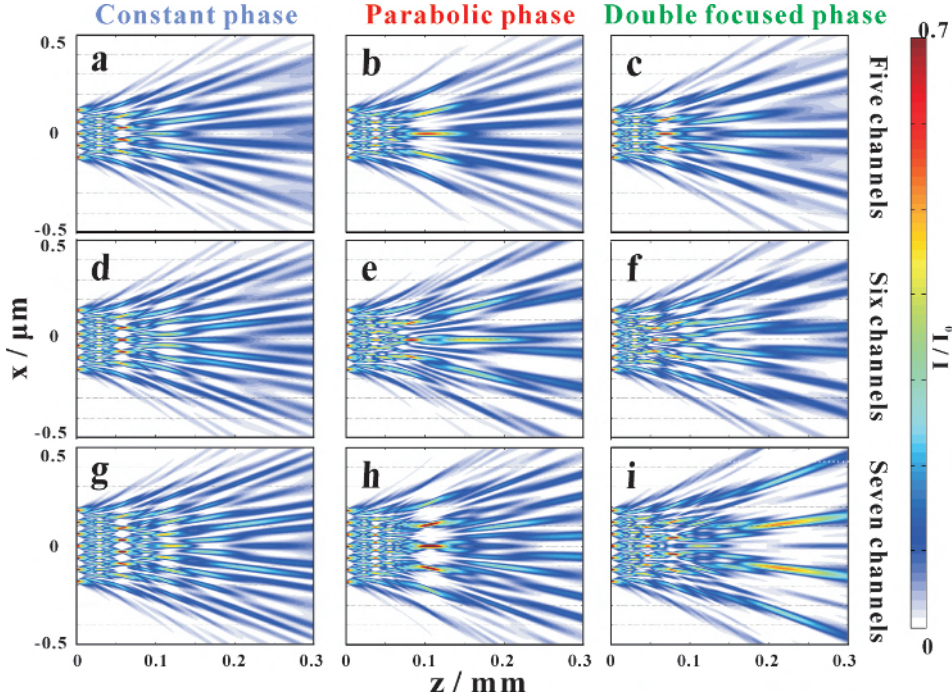 Constant phase Parabolic phase Double focused phase
0.7
0.5
a b c
0
Five channels
-0.5
0.5
d e f
0
Six channels
x / μm
I / I₀
-0.5
0.5
g h i
0
Seven channels
-0.5
0 0.1 0.2 0.3 0 0.1 0.2 0.3 0 0.1 0.2 0.3
0
z / mm